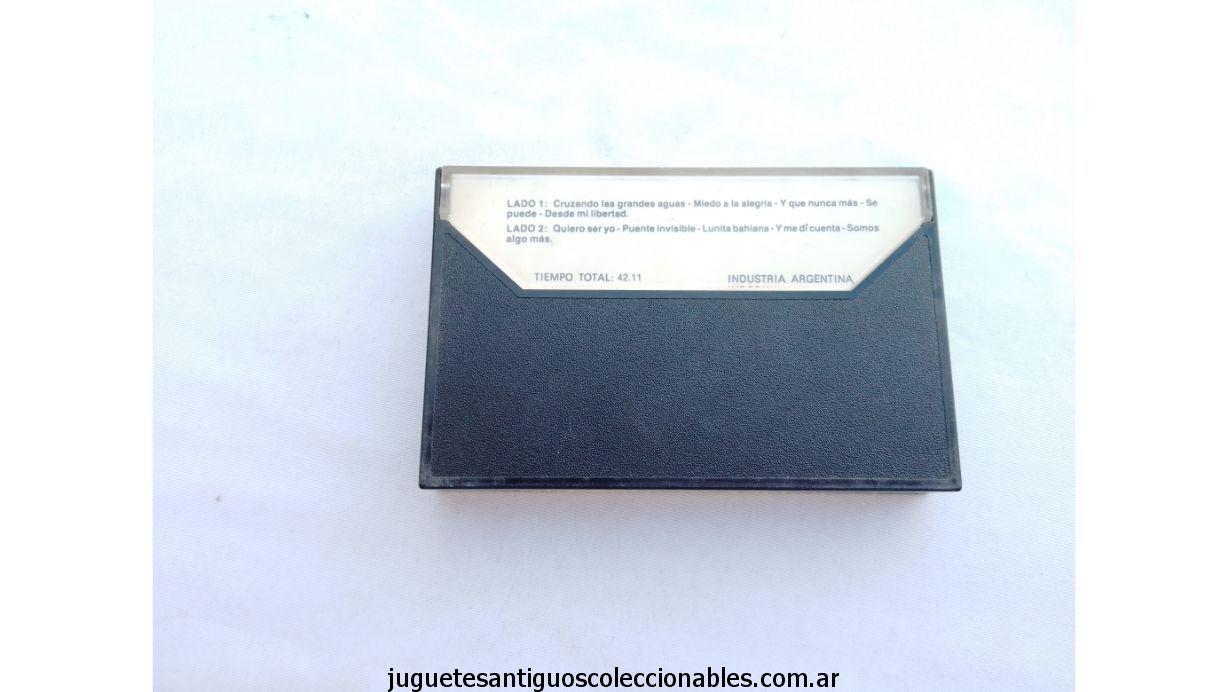 LADO 1: Cruzando las grandes aguas - Miedo a la alegria - Y que nunca más - Se
puede - Desde mi libertad.
LADO 2: Quiero ser yo - Puente invisible - Lunita bahiana - Y me dí cuenta - Somos
algo más.
TIEMPO TOTAL: 42.11 INDUSTRIA ARGENTINA
juguetesantiguoscoleccionables.com.ar